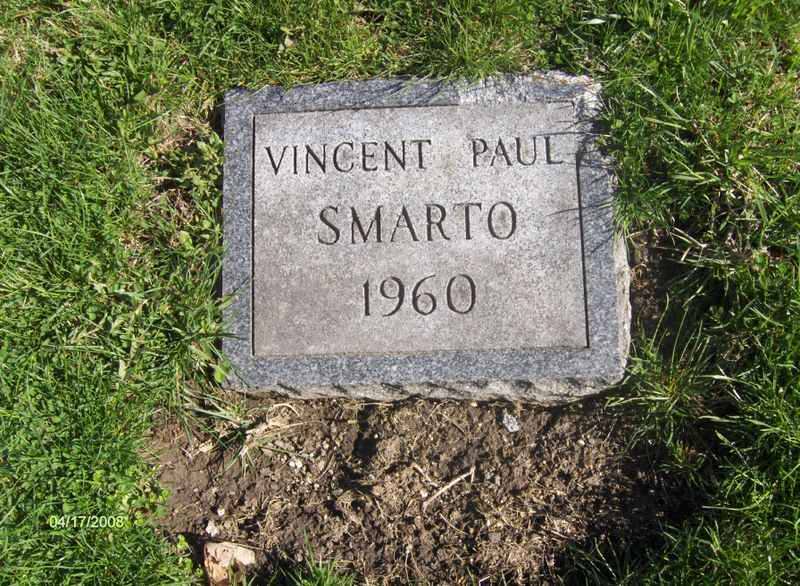 VINCENT PAUL
SMARTO
1960
04/17/2008